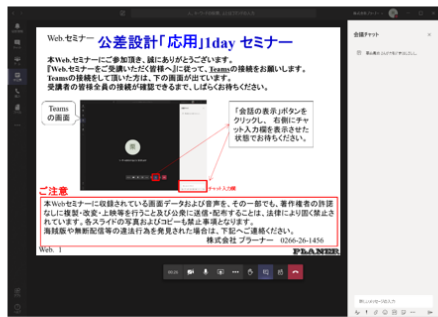 会議チャット
Web.セミナー 公差設計「応用」1day セミナー
本Web.セミナーにご参加頂き、誠にありがとうございます。
『Web.セミナーをご受講いただく皆様へ』に従って、Teamsの接続をお願いします。
Teamsの接続をして頂いた方は、下の画面が出ています。
受講者の皆様全員の接続が確認できるまで、しばらくお待ちください。
Teams
の画面
「会話の表示」ボタンを
クリックし、右側にチャ
ット入力欄を表示させた
状態でお待ちください。
チャット入力欄
ご注意
本Webセミナーに収録されている画面データおよび音声を、その一部でも、著作権者の許諾
なしに複製・改変・上映等を行うこと及び公衆に送信・配布することは、法律により固く禁止さ
れています。各スライドの写真およびコピーも禁止事項となります。
海賊版や無断配信等の違法行為を発見された場合は、下記へご連絡ください。
株式会社 プラーナー 0266-26-1456
Web. 1
PLANER